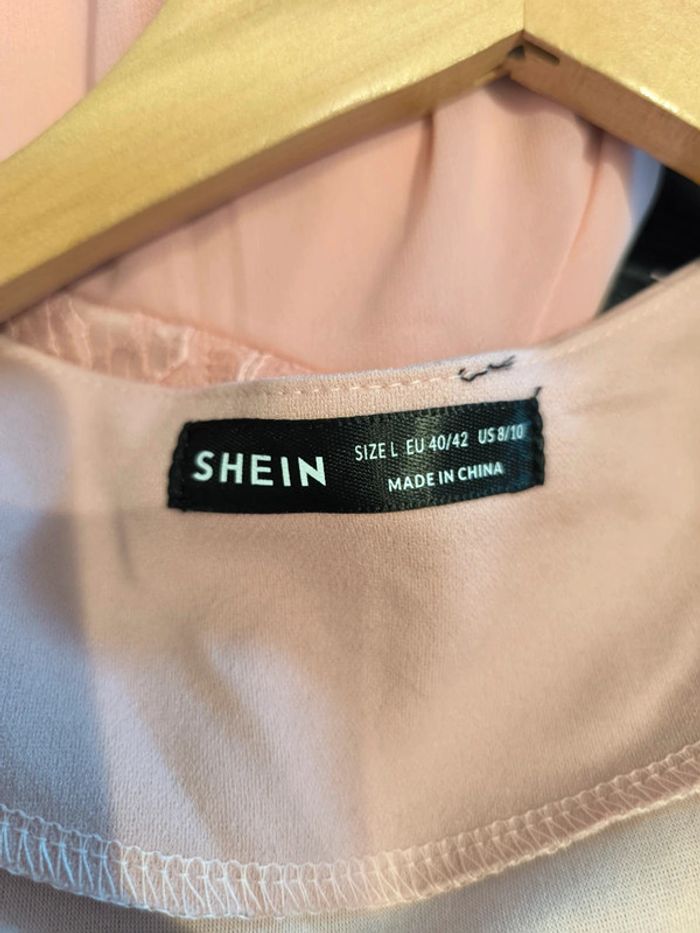 SHEIN
SIZE L EU 40/42 US 8/10
MADE IN CHINA